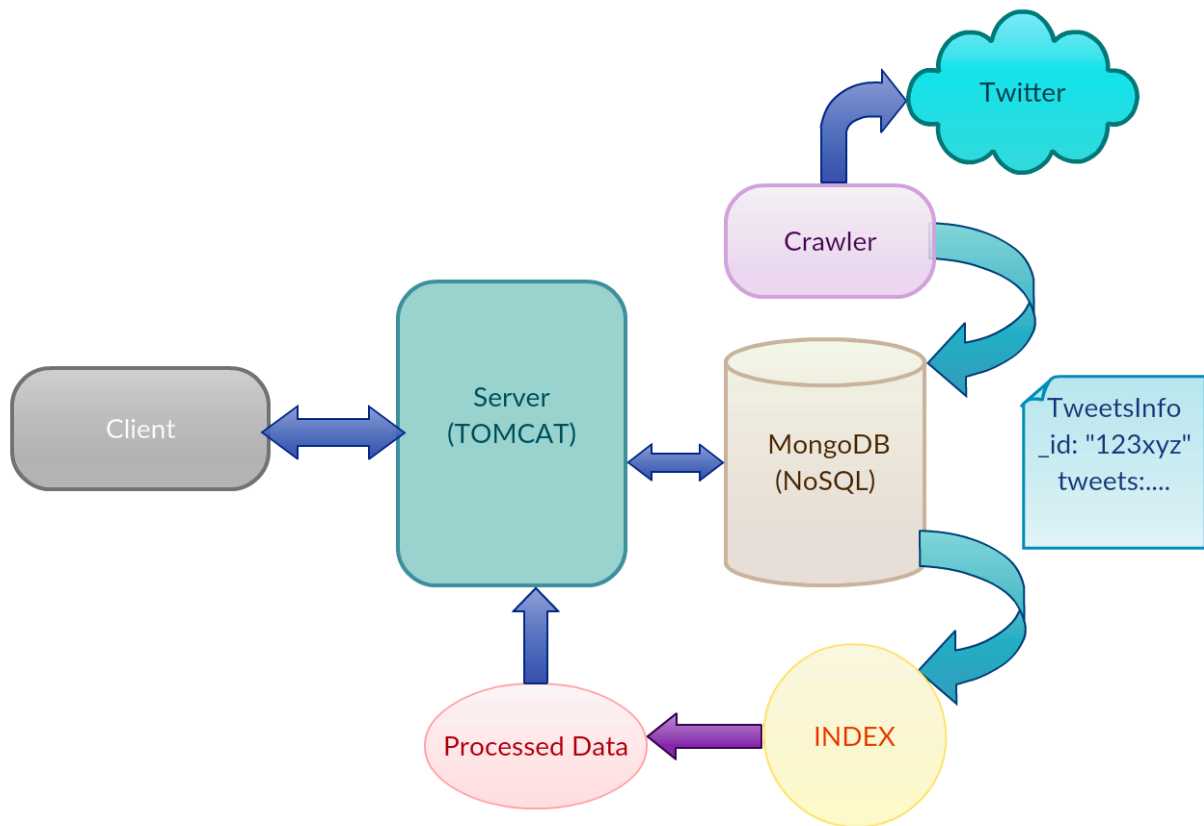 Twitter
Crawler
Client
Server
(TOMCAT)
MongoDB
(NoSQL)
TweetsInfo
_id: "123xyz"
tweets:....
Processed Data
INDEX